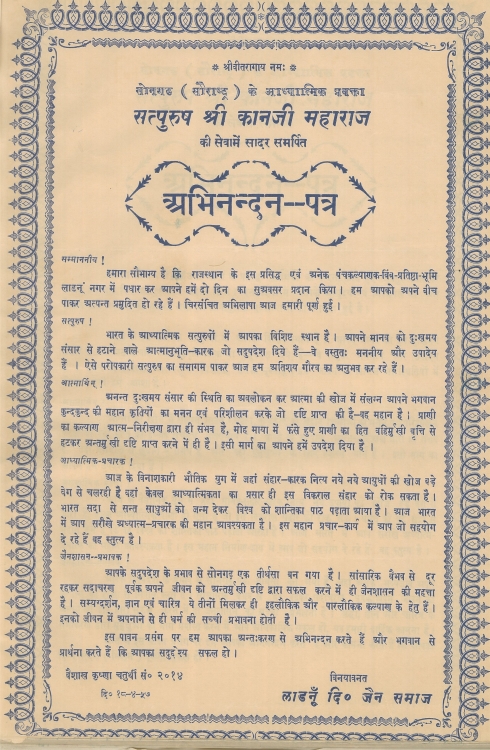 ❈ श्रीवीतरागाय नमः ❈
सोनगढ ( सौराष्ट्र ) के आध्यात्मिक प्रवक्ता
सत्पुरुष श्री कानजी महाराज
की सेवामें सादर समर्पित
अभिनन्दन--पत्र
सम्माननीय !
हमारा सौभाग्य है कि राजस्थान के इस प्रसिद्ध एवं अनेक पंचकल्याणक-बिंब-प्रतिष्ठा-भूमि
लाडनूं नगर में पधार कर आपने हमें दो दिन का सुअवसर प्रदान किया । हम आपको अपने बीच
पाकर अत्यन्त प्रमुदित हो रहे हैं । चिरसंचित अभिलाषा आज हमारी पूर्ण हुई ।
सत्पुरुष !
भारत के आध्यात्मिक सत्पुरुषों में आपका विशिष्ट स्थान है । आपने मानव को दुःखमय
संसार से हटाने वाले आत्मानुभूति-कारक जो सदुपदेश दिये हैं—वे वस्तुतः मननीय और उपादेय
हैं । ऐसे परोपकारी सत्पुरुष का समागम पाकर आज हम अतिशय गौरव का अनुभव कर रहे हैं ।
आत्मार्थिन् !
अनन्त दुःखमय संसार की स्थिति का अवलोकन कर आत्मा की खोज में संलग्न आपने भगवान
कुन्दकुन्द की महान कृतियों का मनन एवं परिशीलन करके जो दृष्टि प्राप्त की है-वह महान है । प्राणी
का कल्याण आत्म-निरीक्षण द्वारा ही संभव है, मोह माया में फंसे हुए प्राणी का हित बहिर्मुखी वृत्ति से
हटकर अन्तर्मुखी दृष्टि प्राप्त करने में ही है । इसी मार्ग का आपने हमें उपदेश दिया है ।
आध्यात्मिक-प्रचारक !
आज के विनाशकारी भौतिक युग में जहां संहार-कारक नित्य नये नये आयुधों की खोज बड़े
वेग से चलरही है वहां केवल आध्यात्मिकता का प्रसार ही इस विकराल संहार को रोक सकता है ।
भारत सदा से सन्त साधुओं को जन्म देकर विश्व को शान्तिका पाठ पढ़ाता आया है । आज भारत
में आप सरीखे अध्यात्म-प्रचारक की महान आवश्यकता है । इस महान प्रचार-कार्य में आप जो सहयोग
दे रहे हैं वह स्तुत्य है ।
जैनशासन--प्रभावक !
आपके सदुपदेश के प्रभाव से सोनगढ़ एक तीर्थसा बन गया है । सांसारिक वैभव से दूर
रहकर सदाचरण पूर्वक अपने जीवन को अन्तर्मुखी दृष्टि द्वारा सफल करने में ही जैनशासन की महत्ता
है । सम्यग्दर्शन, ज्ञान एवं चारित्र ये तीनों मिलकर ही इहलौकिक और पारलौकिक कल्याण के हेतु हैं ।
इनको जीवन में अपनाने से ही धर्म की सच्ची प्रभावना होती है ।
इस पावन प्रसंग पर हम आपका अन्तःकरण से अभिनन्दन करते हैं और भगवान से
प्रार्थना करते हैं कि आपका सदुद्देश्य सफल हो ।
वैशाख कृष्णा चतुर्थी सं० २०१४
दि० १८-४-५७
विनयावनत
लाडनूँ दि० जैन समाज